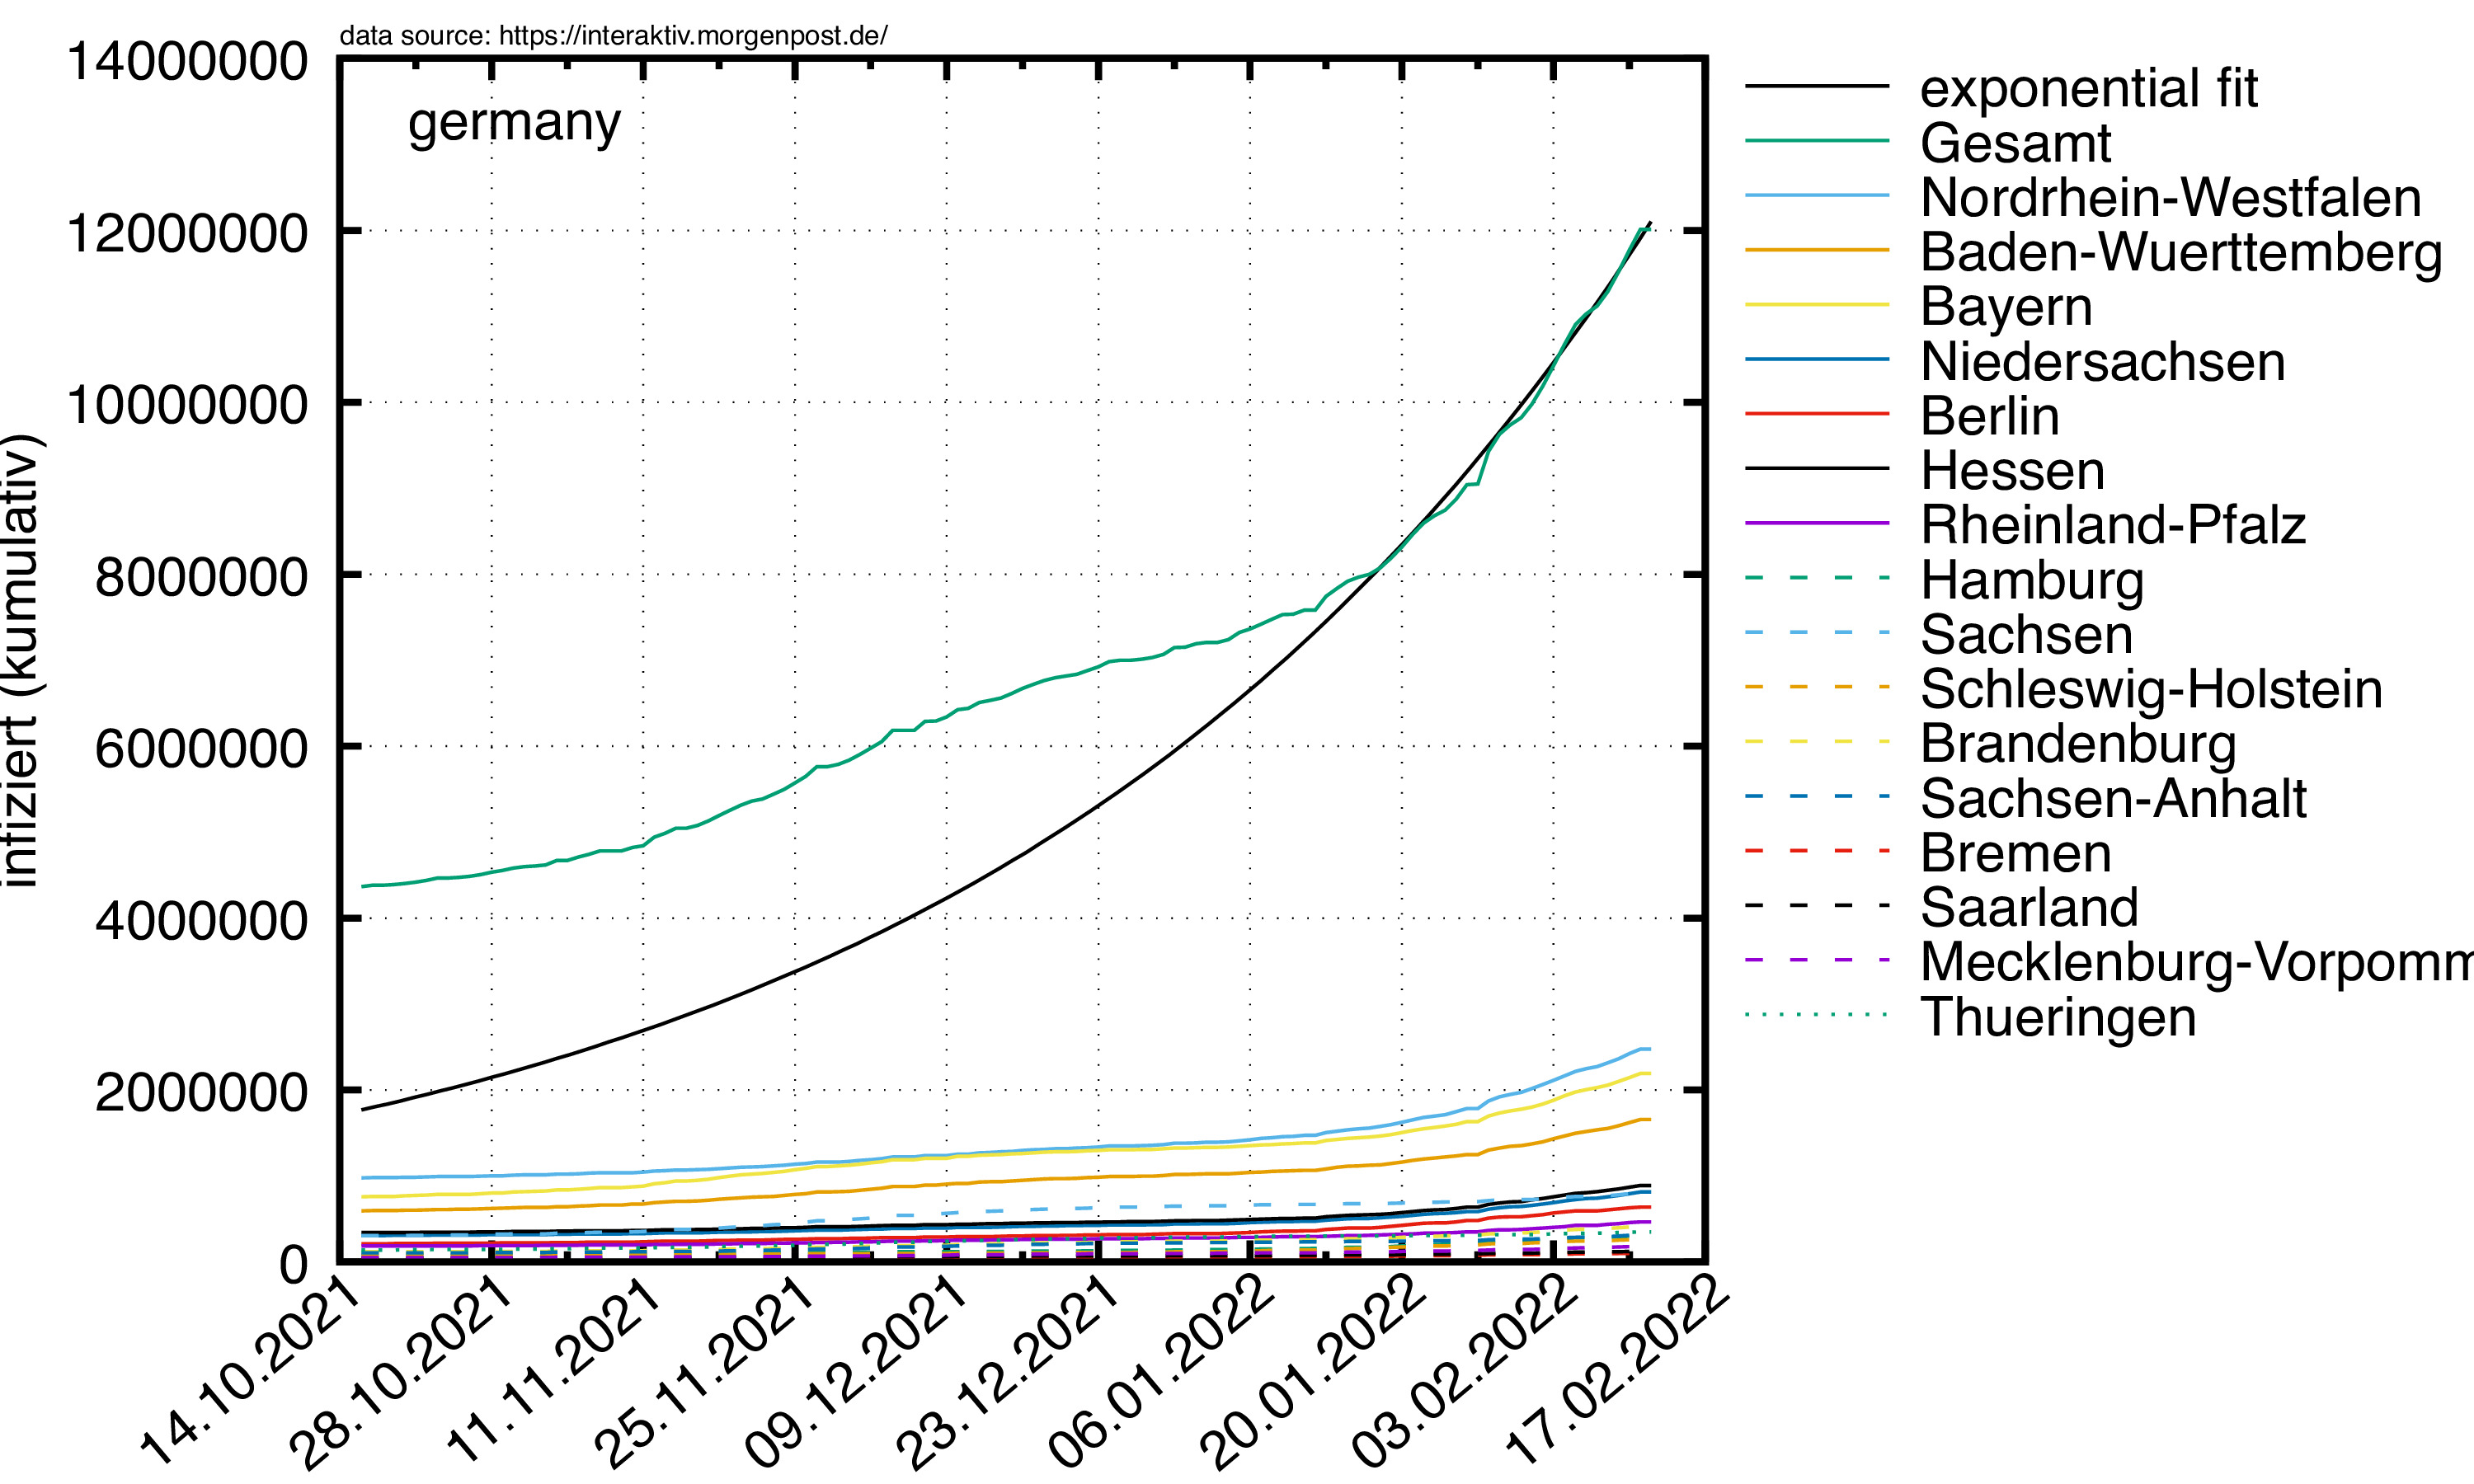 data source: https://interaktiv.morgenpost.de/
germany
infiziert (kumulativ)
14000000
12000000
10000000
8000000
6000000
4000000
2000000
0
14.10.2021
28.10.2021
11.11.2021
25.11.2021
09.12.2021
23.12.2021
06.01.2022
20.01.2022
03.02.2022
17.02.2022
exponential fit
Gesamt
Nordrhein-Westfalen
Baden-Wuerttemberg
Bayern
Niedersachsen
Berlin
Hessen
Rheinland-Pfalz
Hamburg
Sachsen
Schleswig-Holstein
Brandenburg
Sachsen-Anhalt
Bremen
Saarland
Mecklenburg-Vorpomm
Thueringen